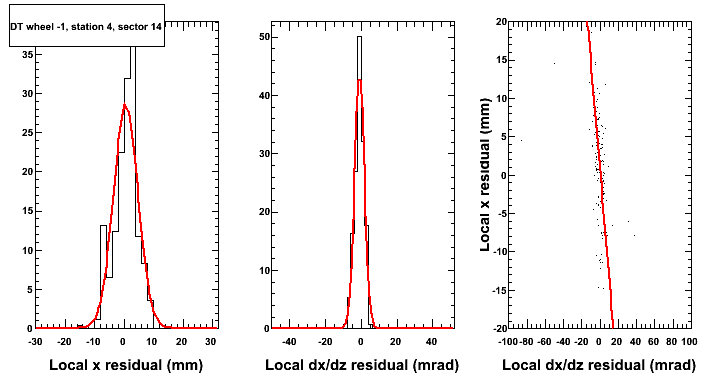 DT wheel -1, station 4, sector 14
35
30
25
20
15
10
5
0
-30 -20 -10 0 10 20 30
Local x residual (mm)
50
40
30
20
10
0
-40 -20 0 20 40
Local dx/dz residual (mrad)
Local x residual (mm)
20
15
10
5
0
-5
-10
-15
-20
-100 -80 -60 -40 -20 0 20 40 60 80 100
Local dx/dz residual (mrad)